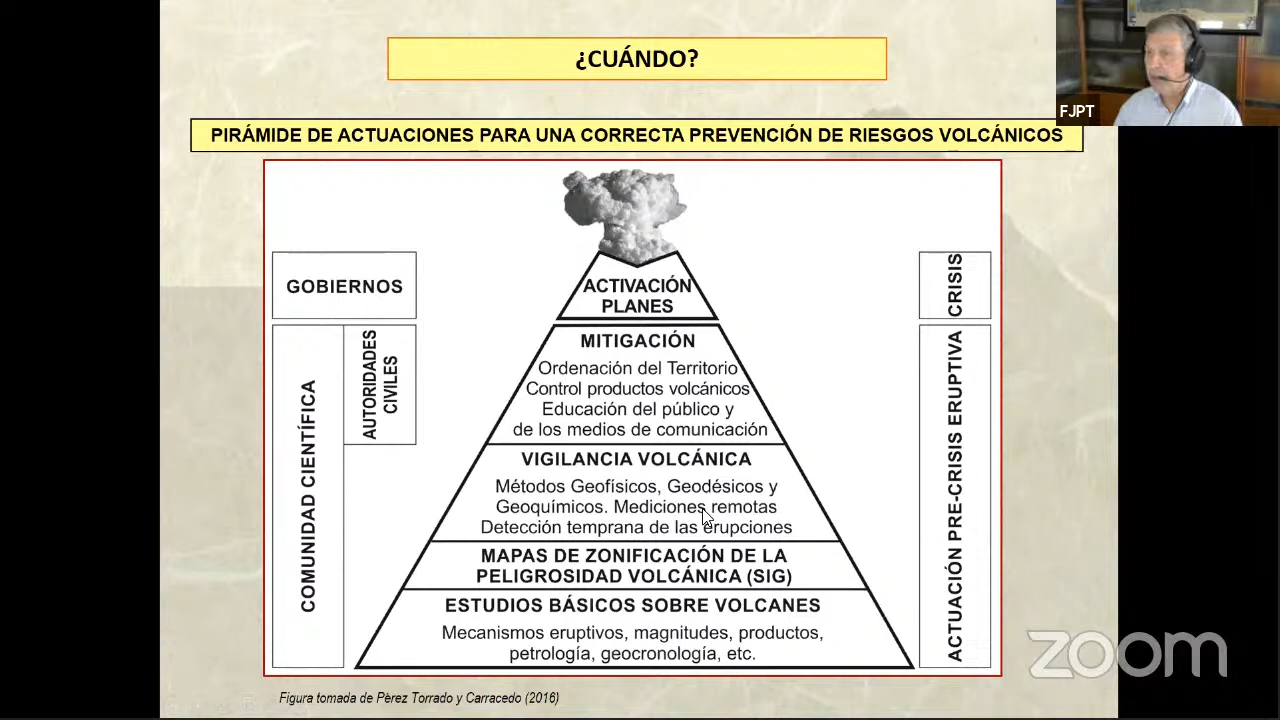 ¿CUÁNDO?
FJPT
PIRÁMIDE DE ACTUACIONES PARA UNA CORRECTA PREVENCIÓN DE RIESGOS VOLCÁNICOS
GOBIERNOS
ACTIVACIÓN
PLANES
CRISIS
COMUNIDAD CIENTÍFICA
AUTORIDADES
CIVILES
MITIGACIÓN
Ordenación del Territorio
Control productos volcánicos
Educación del público y
de los medios de comunicación
VIGILANCIA VOLCÁNICA
Métodos Geofísicos, Geodésicos y
Geoquímicos. Mediciones remotas
Detección temprana de las erupciones
MAPAS DE ZONIFICACIÓN DE LA
PELIGROSIDAD VOLCÁNICA (SIG)
ESTUDIOS BÁSICOS SOBRE VOLCANES
Mecanismos eruptivos, magnitudes, productos,
petrología, geocronología, etc.
ACTUACIÓN PRE-CRISIS ERUPTIVA
Figura tomada de Pérez Torrado y Carracedo (2016)
zoom